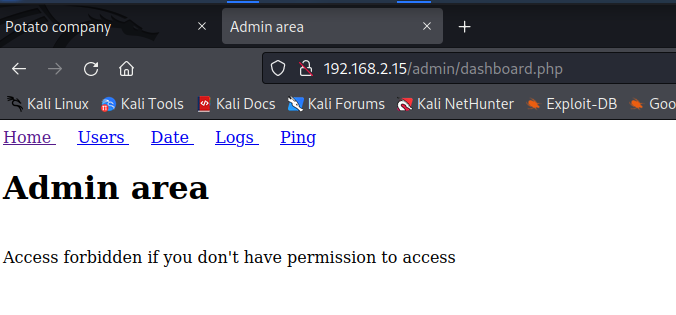 Potato company
Admin area
192.168.2.15/admin/dashboard.php
Kali Linux Kali Tools Kali Docs Kali Forums Kali NetHunter Exploit-DB Goo
Home Users Date Logs Ping
Admin area
Access forbidden if you don't have permission to access